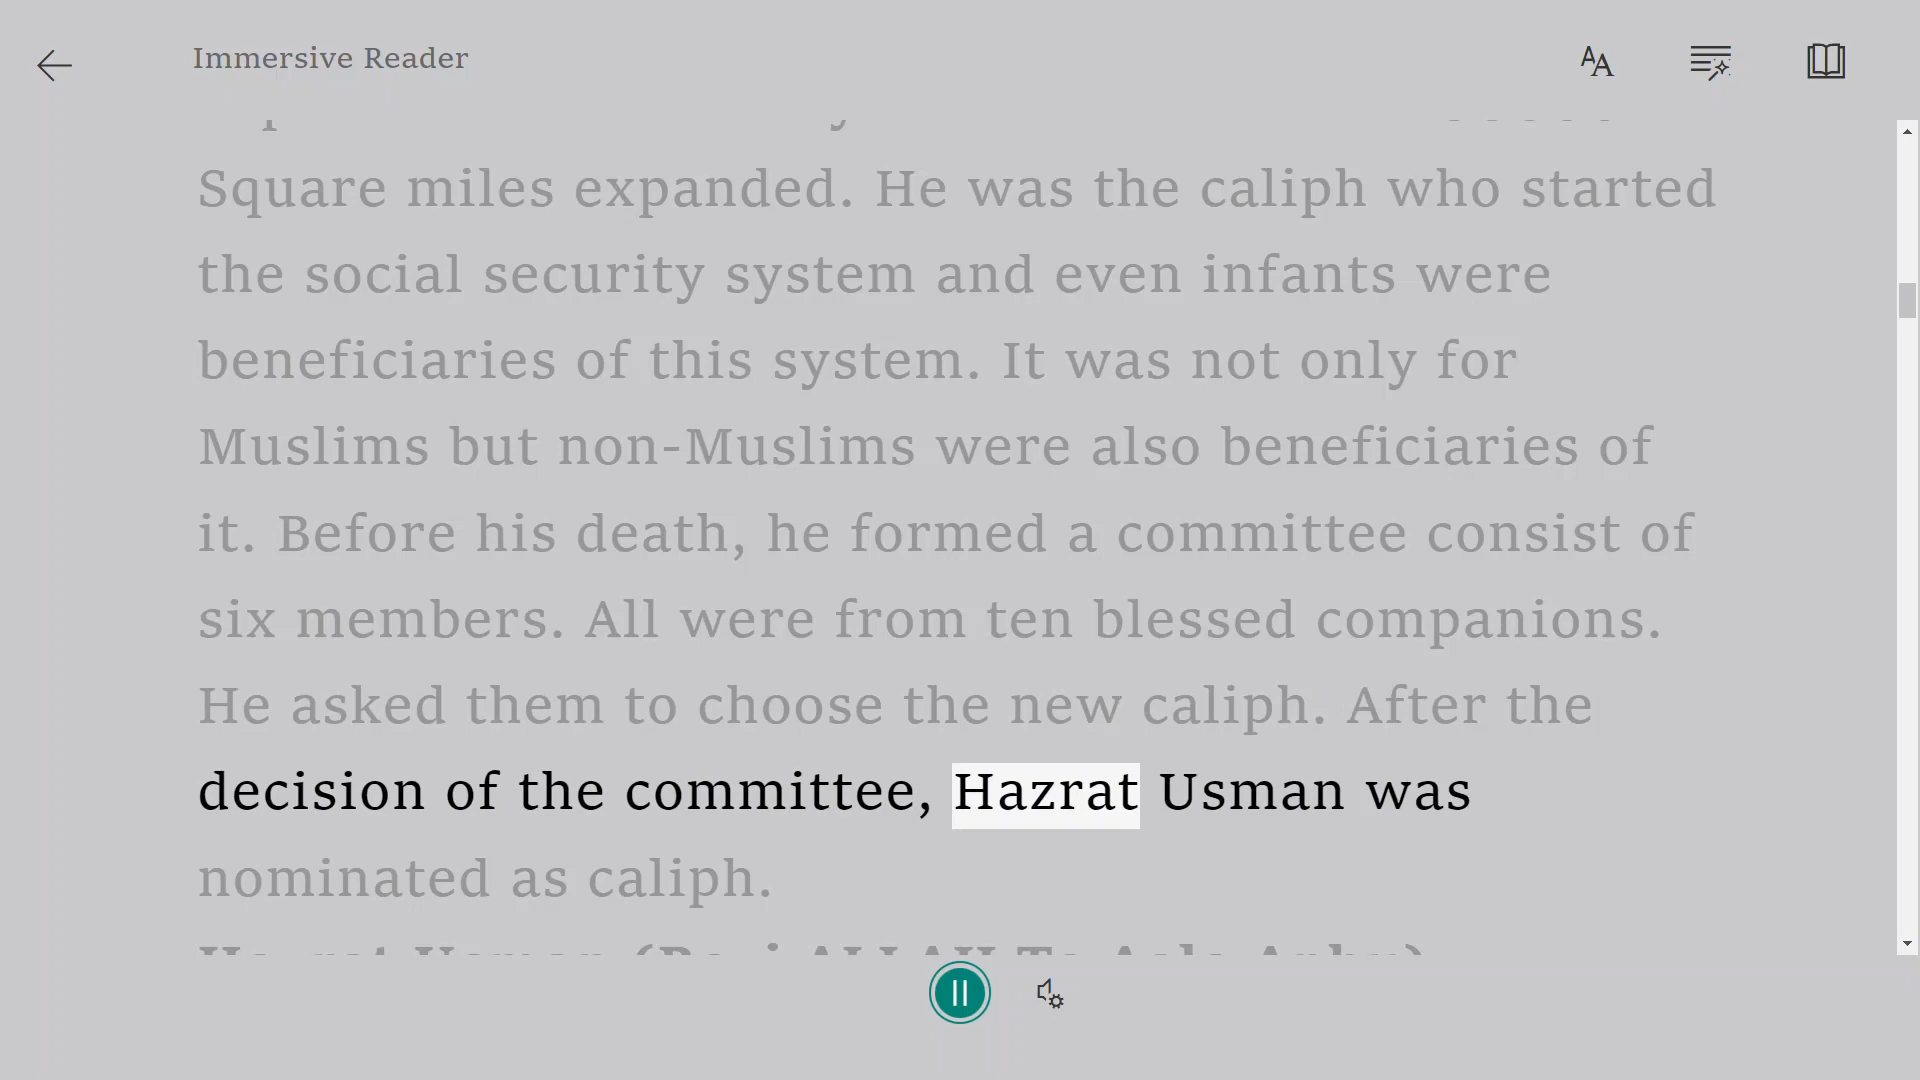 Immersive Reader
Square miles expanded. He was the caliph who started
the social security system and even infants were
beneficiaries of this system. It was not only for
Muslims but non-Muslims were also beneficiaries of
it. Before his death, he formed a committee consist of
six members. All were from ten blessed companions.
He asked them to choose the new caliph. After the
decision of the committee, Hazrat Usman was
nominated as caliph.